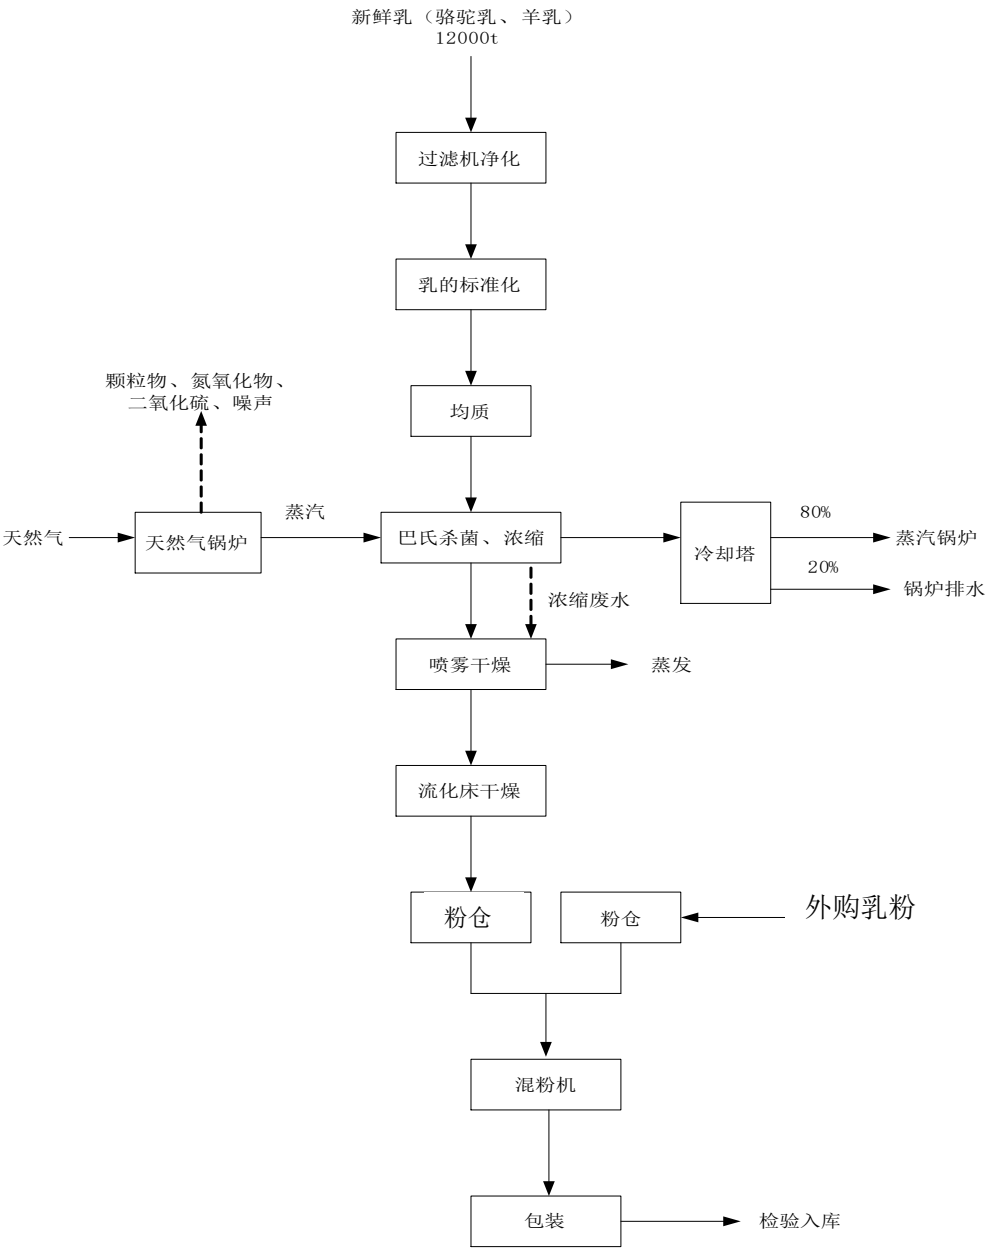 新鲜乳（骆驼乳、羊乳）
12000t
过滤机净化
乳的标准化
颗粒物、氮氧化物、
二氧化硫、噪声
均质
天然气
天然气锅炉
蒸汽
巴氏杀菌、浓缩
冷却塔
80%
蒸汽锅炉
20%
锅炉排水
浓缩废水
喷雾干燥
蒸发
流化床干燥
粉仓
粉仓
外购乳粉
混粉机
包装
检验入库